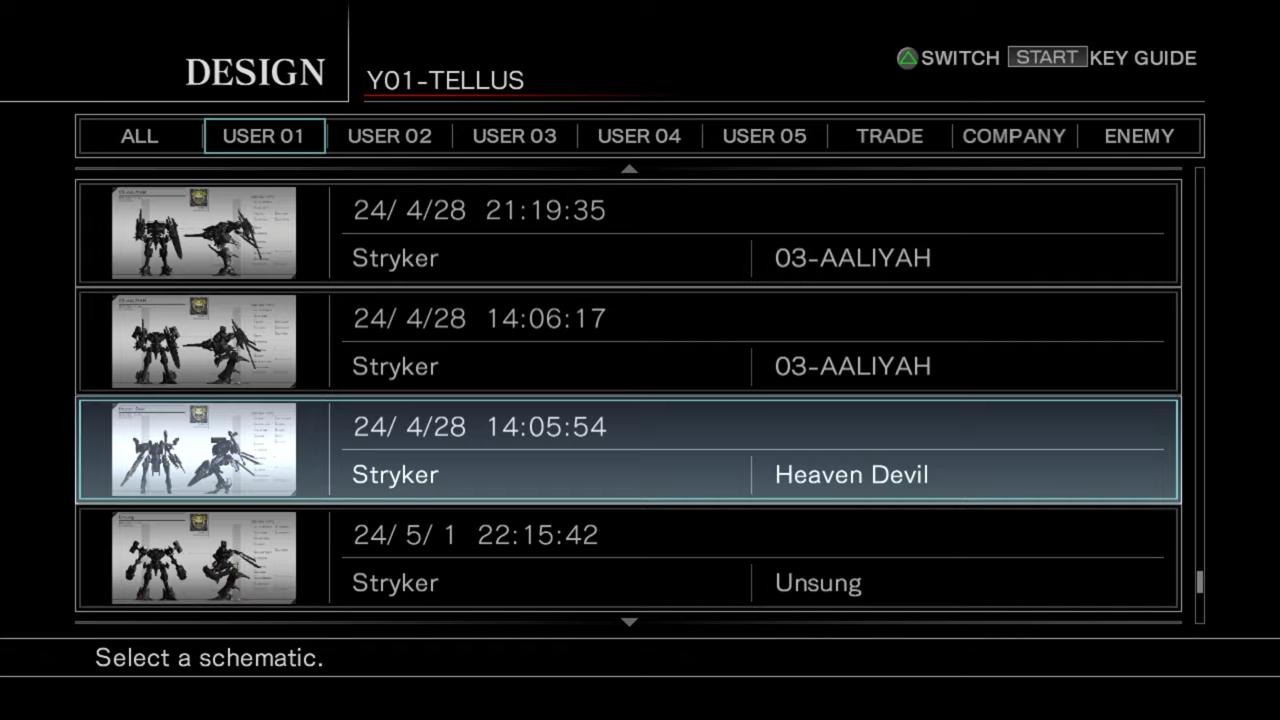 DESIGN
Y01-TELLUS
SWITCH START KEY GUIDE
ALL USER 01 USER 02 USER 03 USER 04 USER 05 TRADE COMPANY ENEMY
24/ 4/28 21:19:35
Stryker 03-AALIYAH
24/ 4/28 14:06:17
Stryker 03-AALIYAH
24/ 4/28 14:05:54
Stryker Heaven Devil
24/ 5/ 1 22:15:42
Stryker Unsung
Select a schematic.